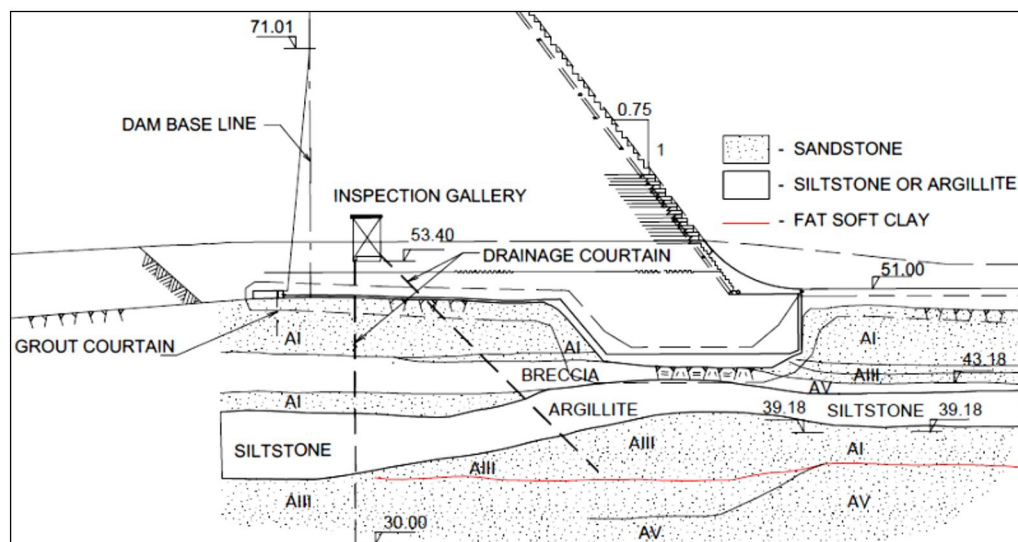 71.01
0.75
1
DAM BASE LINE
- SANDSTONE
- SILTSTONE OR ARGILLITE
- FAT SOFT CLAY
INSPECTION GALLERY
53.40
DRAINAGE COURTAIN
51.00
GROUT COURTAIN
AI
AI
AI
BRECCIA
AIII
43.18
AV
AI
ARGILLITE
SILTSTONE
39.18
39.18
SILTSTONE
AIII
AIII
AI
AIII
AV
AV
30.00